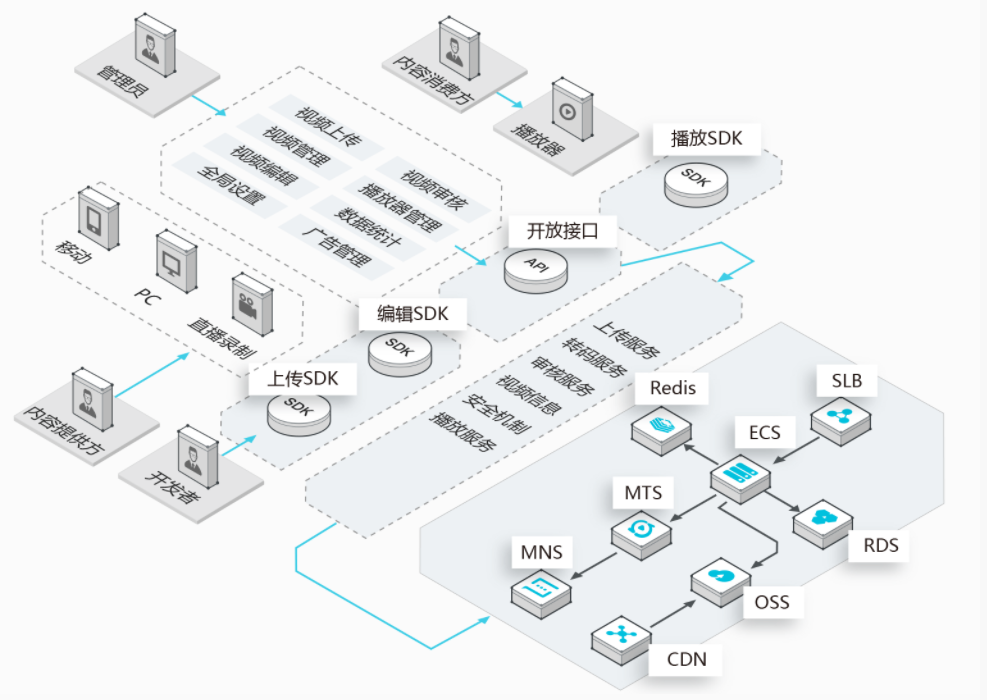 管理员
内容消费方
播放器
播放SDK
SDK
视频上传
视频管理
视频编辑
全局设置
视频审核
播放器管理
数据统计
广告管理
开放接口
API
移动
PC
直播录制
编辑SDK
SDK
上传SDK
SDK
内容提供方
开发者
上传服务
转码服务
审核服务
视频信息
安全机制
播放服务
Redis
SLB
ECS
MTS
RDS
MNS
OSS
CDN